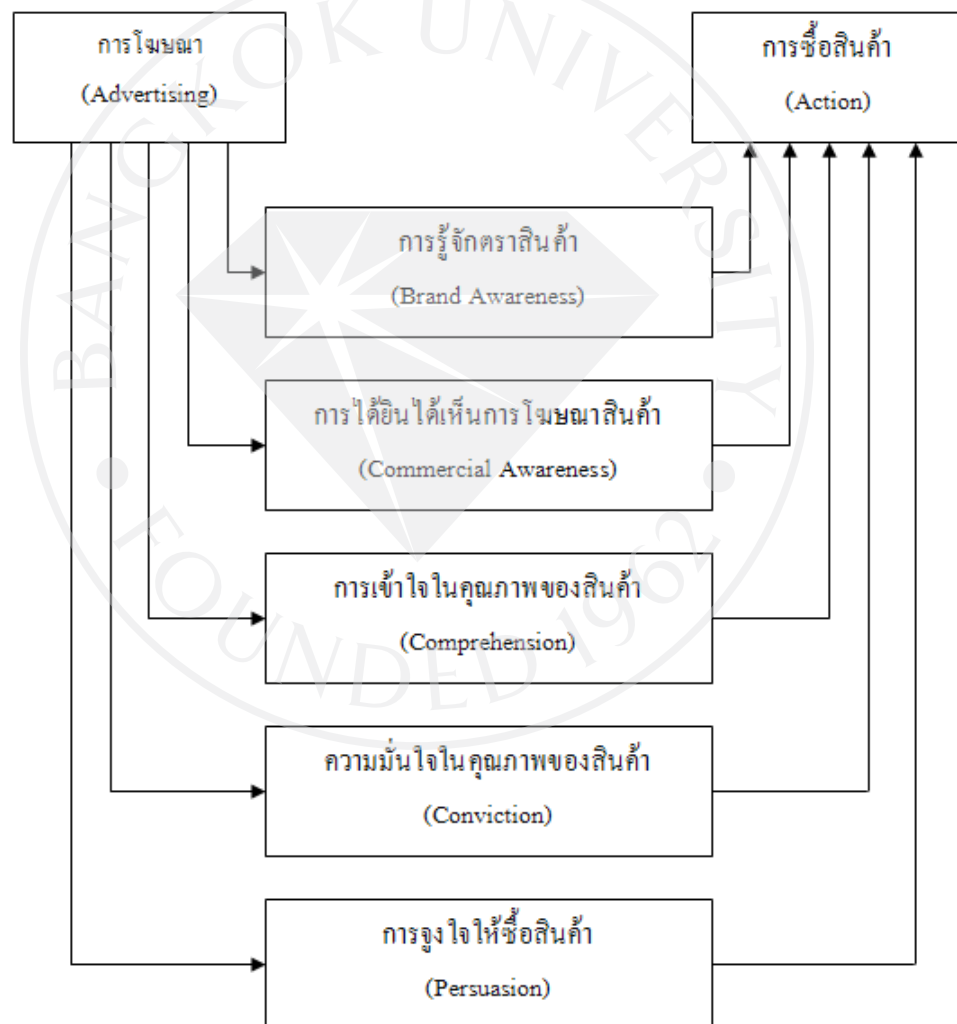 การโฆษณา
(Advertising)
การซื้อสินค้า
(Action)
การรู้จักตราสินค้า
(Brand Awareness)
การได้ยินได้เห็นการโฆษณาสินค้า
(Commercial Awareness)
การเข้าใจในคุณภาพของสินค้า
(Comprehension)
ความมั่นใจในคุณภาพของสินค้า
(Conviction)
การจูงใจให้ซื้อสินค้า
(Persuasion)
BANGKOK UNIVERSITY
FOUNDED 1962